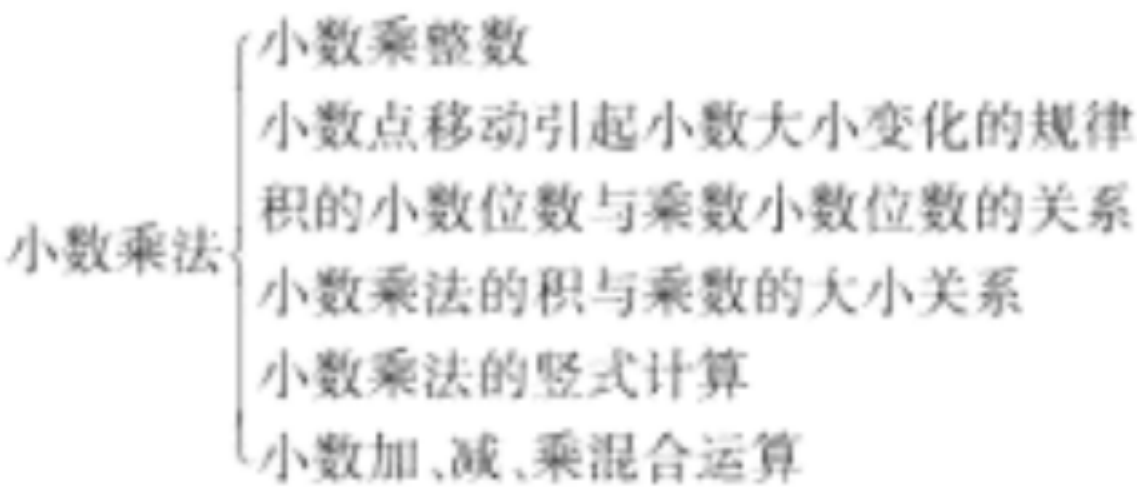 小数乘整数
小数点移动引起小数大小变化的规律
积的小数位数与乘数小数位数的关系
小数乘法
小数乘法的积与乘数的大小关系
小数乘法的竖式计算
小数加、减、乘混合运算